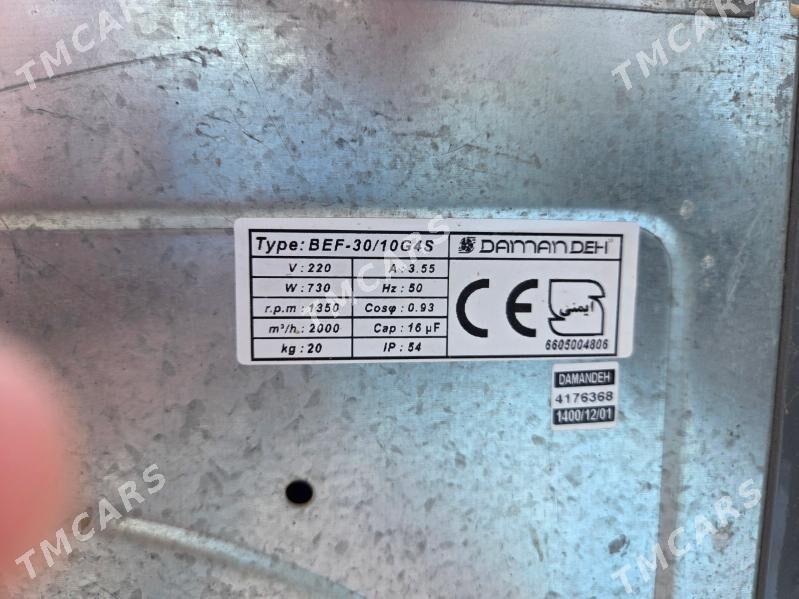 TMCARS
TMCARS
Type: BEF-30/10G4S
DAMANDEH
V : 220
A : 3.55
W : 730
Hz : 50
r.p.m : 1350
Cosφ : 0.93
m³/h. : 2000
Cap : 16 µF
kg : 20
IP : 54
CE
ایمنی
6605004806
TMCARS
DAMANDEH
4176368
1400/12/01
TMCARS
TMCARS